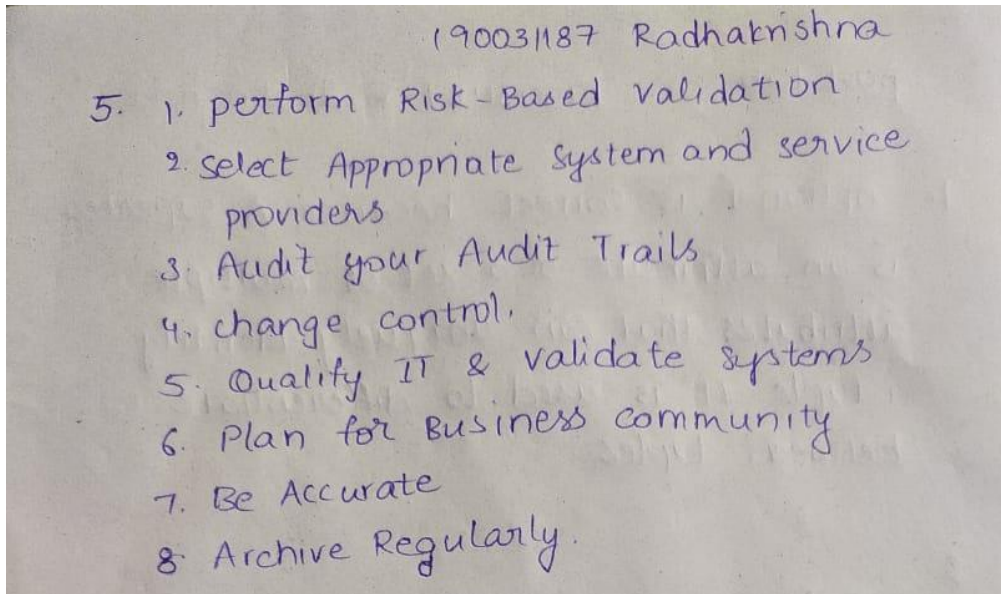 190031187 Radhakrishna
5. 1. perform Risk-Based validation
2. Select Appropriate System and service
providers
3. Audit your Audit Trails
4. change control.
5. Quality IT & validate systems
6. Plan for Business community
7. Be Accurate
8 Archive Regularly.